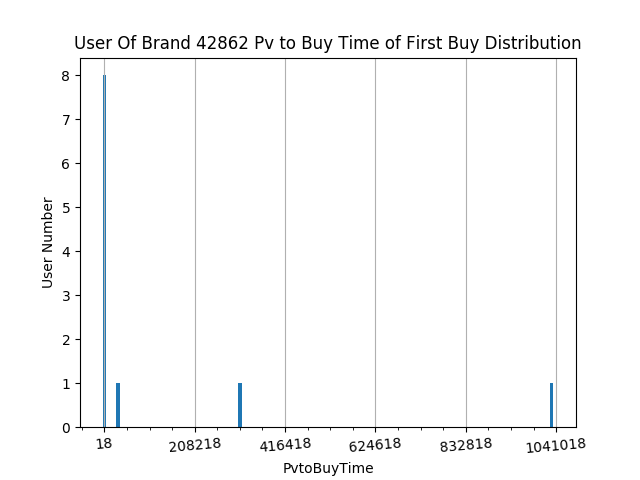 User Of Brand 42862 Pv to Buy Time of First Buy Distribution
8
7
6
5
4
3
2
1
0
User Number
18 208218 416418 624618 832818 1041018
PvtoBuyTime